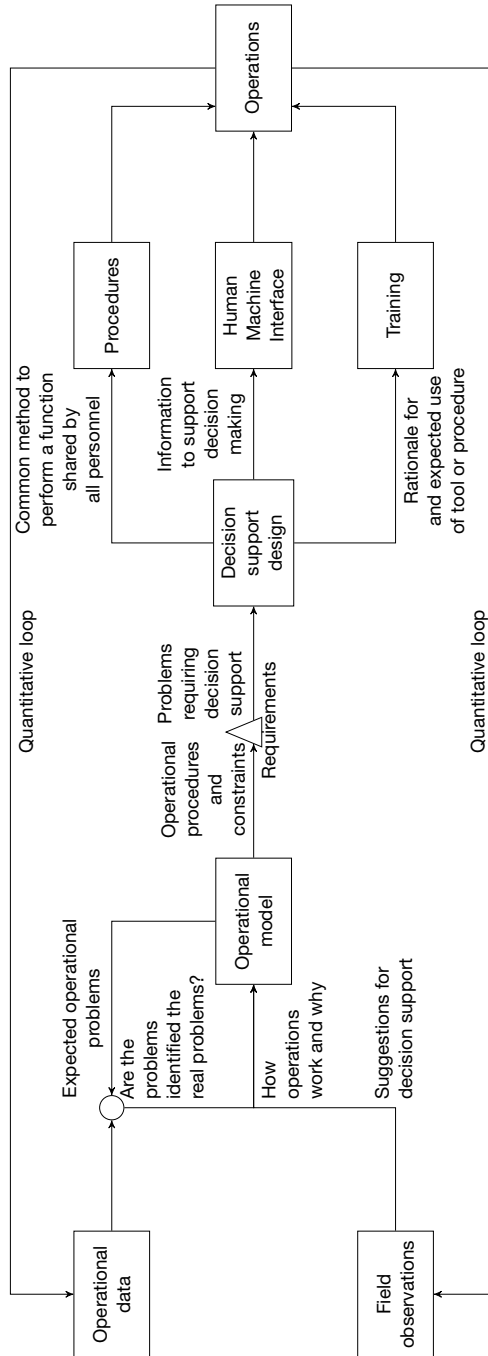 Quantitative loop
Operational
data
Expected operational
problems
Are the
problems
identified the
real problems?
Operational
model
How
operations
work and why
Suggestions for
decision support
Field
observations
Operational
procedures
and
constraints
Problems
requiring
decision
support
Requirements
Decision
support
design
Common method to
perform a function
shared by
all personnel
Information
to support
decision
making
Rationale for
and expected use
of tool or procedure
Procedures
Human
Machine
Interface
Training
Operations
Quantitative loop